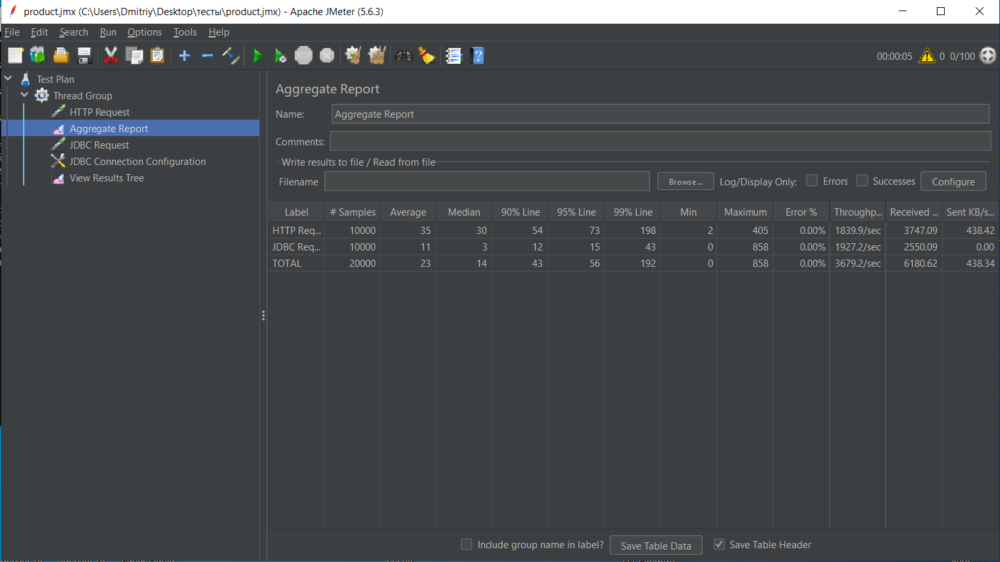 product.jmx (C:\Users\Dmitriy\Desktop\тесты\product.jmx) - Apache JMeter (5.6.3)
File Edit Search Run Options Tools Help
00:00:05 0 0/100
Test Plan
Thread Group
HTTP Request
Aggregate Report
JDBC Request
JDBC Connection Configuration
View Results Tree
Aggregate Report
Name: Aggregate Report
Comments:
Write results to file / Read from file
Filename Browse... Log/Display Only: Errors Successes Configure
Label # Samples Average Median 90% Line 95% Line 99% Line Min Maximum Error % Throughp... Received ... Sent KB/s...
HTTP Req... 10000 35 30 54 73 198 2 405 0.00% 1839.9/sec 3747.09 438.42
JDBC Req... 10000 11 3 12 15 43 0 858 0.00% 1927.2/sec 2550.09 0.00
TOTAL 20000 23 14 43 56 192 0 858 0.00% 3679.2/sec 6180.62 438.34
Include group name in label? Save Table Data Save Table Header